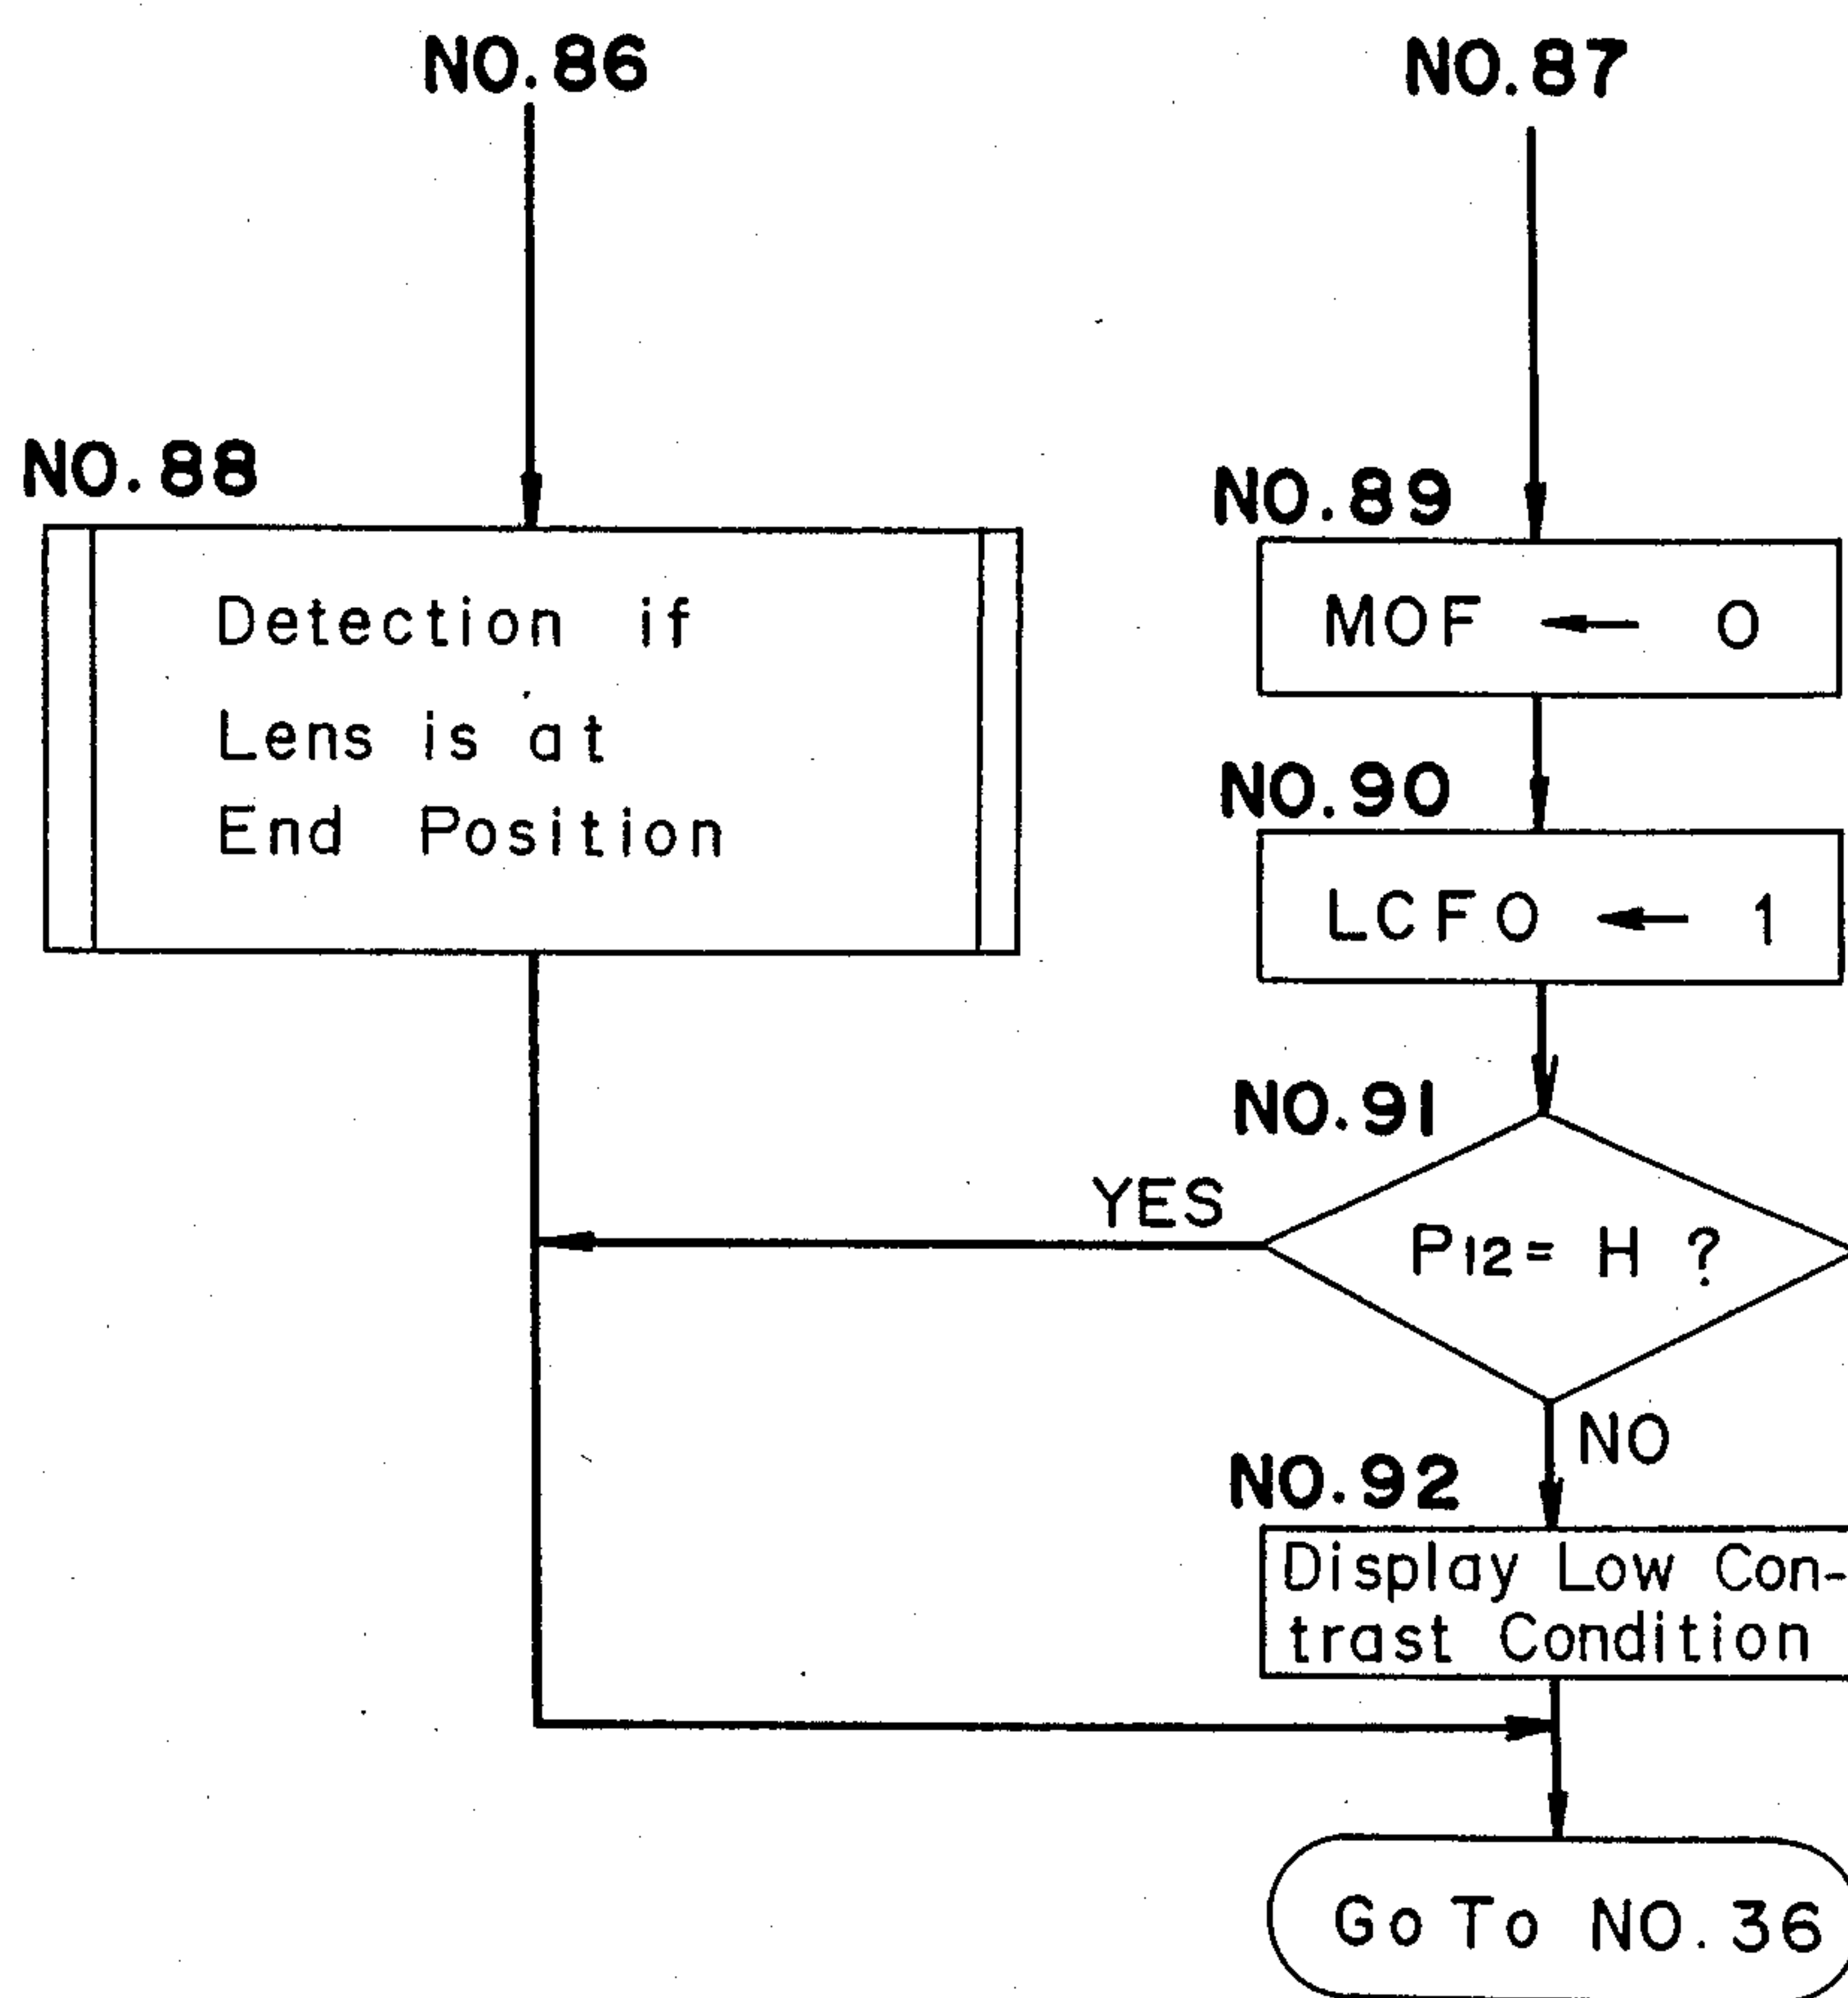 NO.86
NO.87
NO.88
Detection if
Lens is at
End Position
NO.89
MOF ← 0
NO.90
LCFO ← 1
NO.91
YES
P12= H ?
NO
NO.92
Display Low Con-
trast Condition
Go To NO.36